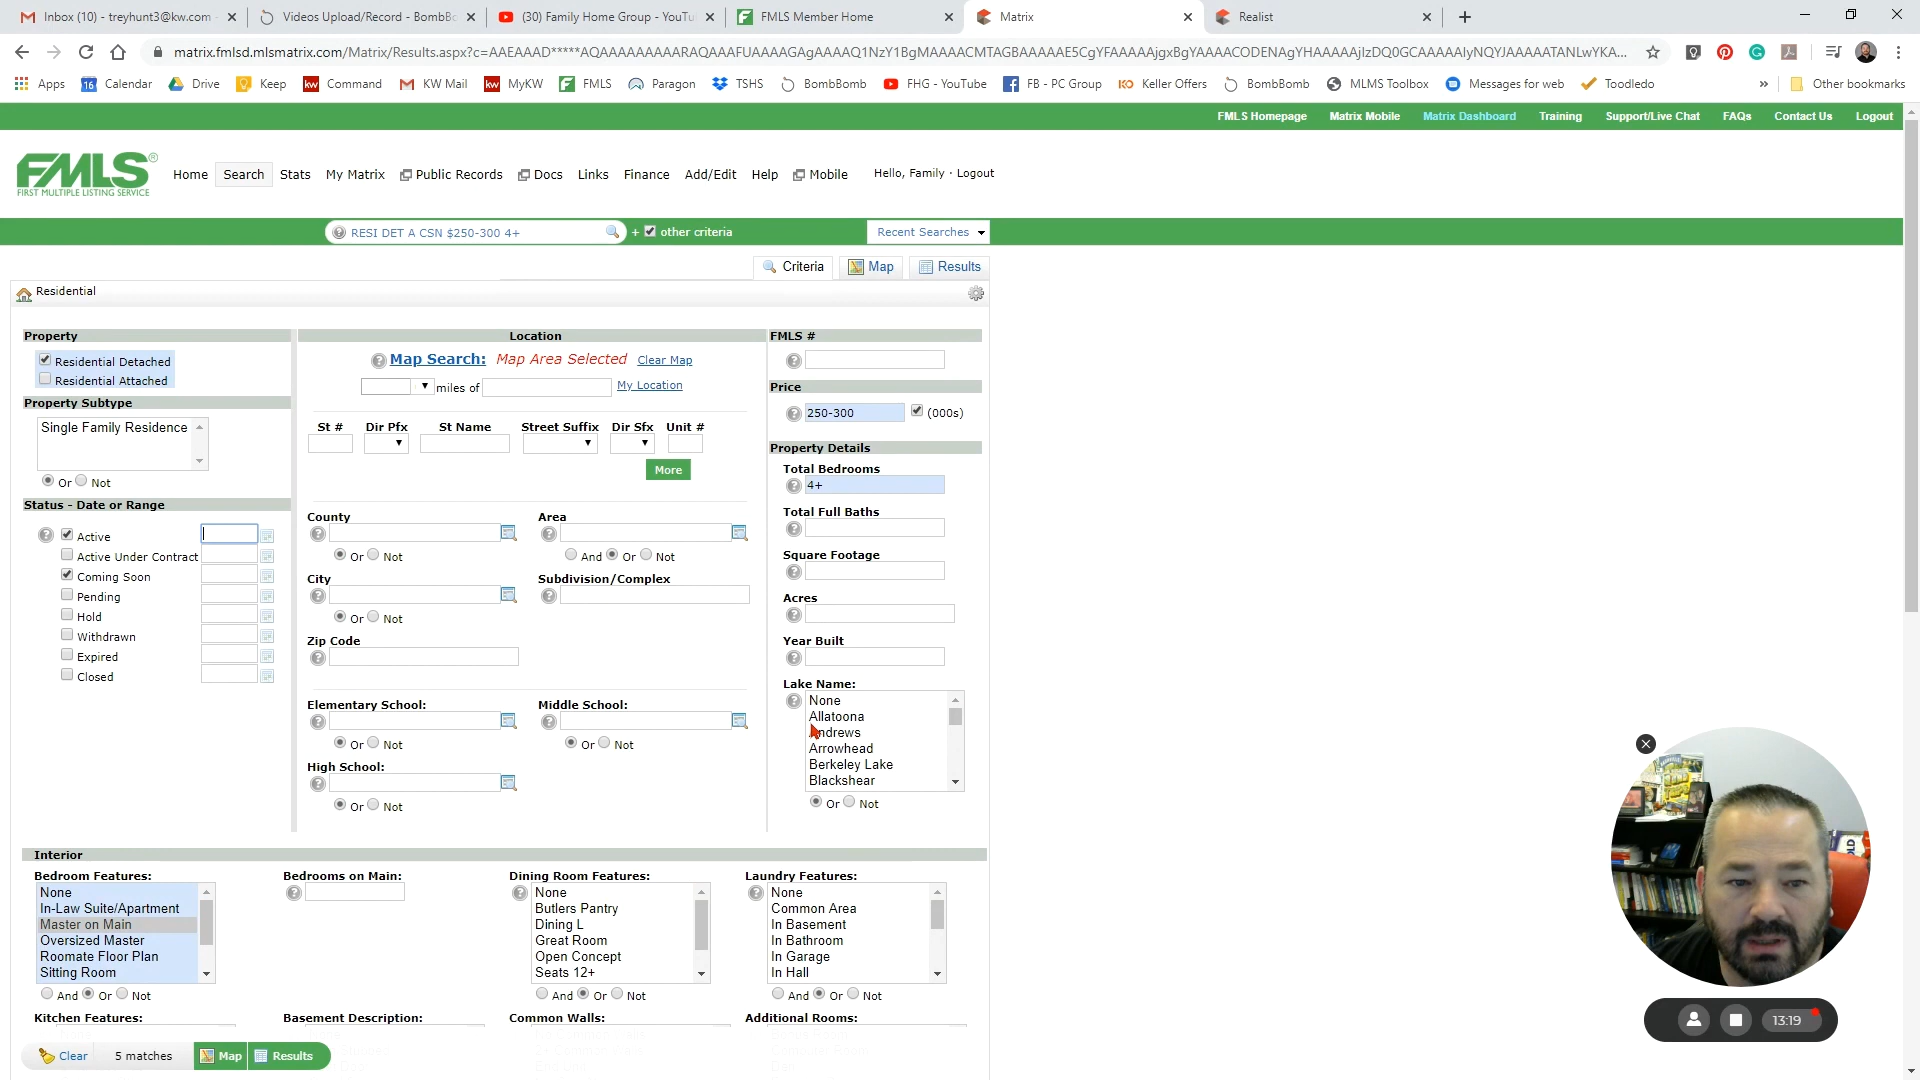 Inbox (10) - treyhunt3@kw.com
Videos Upload/Record - BombB
(30) Family Home Group - YouTu
FMLS Member Home
Matrix
Realist
matrix.fmlsd.mlsmatrix.com/Matrix/Results.aspx?c=AAEAAAD*****AQAAAAAAAAARAQAAAFUAAAAGAgAAAAQ1NzY1BgMAAAACMTAGBAAAAAE5CgYFAAAAAjgxBgYAAAACODENAgYHAAAAAjIzDQ0GCAAAAAIyNQYJAAAAATANLwYKA...
Apps
Calendar
Drive
Keep
Command
KW Mail
MyKW
FMLS
Paragon
TSHS
BombBomb
FHG - YouTube
FB - PC Group
Keller Offers
BombBomb
MLMS Toolbox
Messages for web
Toodledo
»
Other bookmarks
FMLS Homepage
Matrix Mobile
Matrix Dashboard
Training
Support/Live Chat
FAQs
Contact Us
Logout
FMLS®
FIRST MULTIPLE LISTING SERVICE
Home
Search
Stats
My Matrix
Public Records
Docs
Links
Finance
Add/Edit
Help
Mobile
Hello, Family · Logout
RESI DET A CSN $250-300 4+
+ other criteria
Recent Searches
Criteria
Map
Results
Residential
Property
Residential Detached
Residential Attached
Property Subtype
Single Family Residence
Or Not
Status - Date or Range
Active
Active Under Contract
Coming Soon
Pending
Hold
Withdrawn
Expired
Closed
Location
Map Search: Map Area Selected Clear Map
miles of My Location
St # Dir Pfx St Name Street Suffix Dir Sfx Unit #
More
County
Or Not
Area
And Or Not
City
Or Not
Subdivision/Complex
Zip Code
Elementary School:
Or Not
Middle School:
Or Not
High School:
Or Not
FMLS #
Price
250-300 (000s)
Property Details
Total Bedrooms
4+
Total Full Baths
Square Footage
Acres
Year Built
Lake Name:
None
Allatoona
Andrews
Arrowhead
Berkeley Lake
Blackshear
Or Not
Interior
Bedroom Features:
None
In-Law Suite/Apartment
Master on Main
Oversized Master
Roomate Floor Plan
Sitting Room
And Or Not
Bedrooms on Main:
Dining Room Features:
None
Butlers Pantry
Dining L
Great Room
Open Concept
Seats 12+
And Or Not
Laundry Features:
None
Common Area
In Basement
In Bathroom
In Garage
In Hall
And Or Not
Kitchen Features:
Basement Description:
Common Walls:
Additional Rooms:
Clear
5 matches
Map
Results
13:19